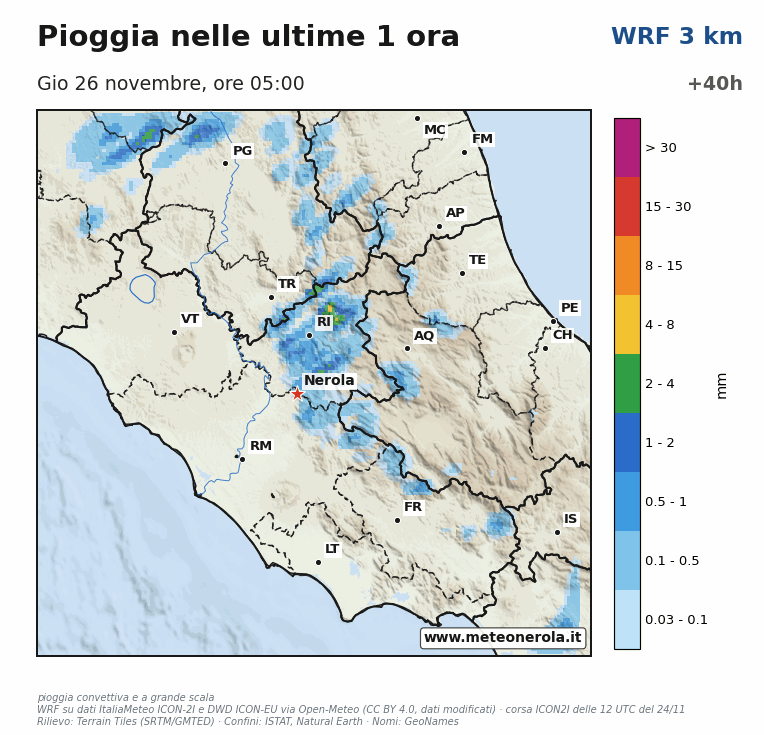 Pioggia nelle ultime 1 ora
WRF 3 km
Gio 26 novembre, ore 05:00
+40h
MC
FM
PG
AP
TE
TR
PE
VT
RI
AQ
CH
Nerola
RM
FR
IS
LT
www.meteonerola.it
> 30
15 - 30
8 - 15
4 - 8
2 - 4
1 - 2
0.5 - 1
0.1 - 0.5
0.03 - 0.1
mm
pioggia convettiva e a grande scala
WRF su dati ItaliaMeteo ICON-2I e DWD ICON-EU via Open-Meteo (CC BY 4.0, dati modificati) · corsa ICON2I delle 12 UTC del 24/11
Rilievo: Terrain Tiles (SRTM/GMTED) · Confini: ISTAT, Natural Earth · Nomi: GeoNames